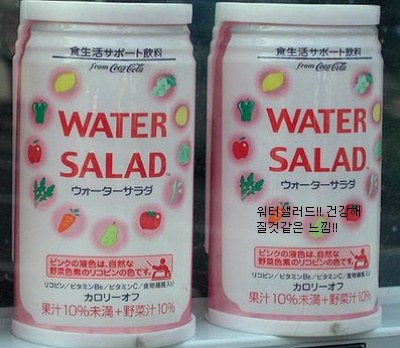 食生活サポート飲料
from Coca-Cola
WATER
SALAD™
ウォーターサラダ
ピンクの液色は、自然な
野菜色素のリコピンの色です。
リコピン/ビタミンB6/ビタミンC/食物繊維入り
カロリーオフ
果汁10%未満+野菜汁10%
食生活サポート飲料
from Coca-Cola
WATER
SALAD™
ウォーターサラダ
워터샐러드!! 건강해
질것같은 느낌!!
ピンクの液色は、自然な
野菜色素のリコピンの色です。
リコピン/ビタミンB6/ビタミンC/食物繊維入り
カロリーオフ
果汁10%未満+野菜汁10%